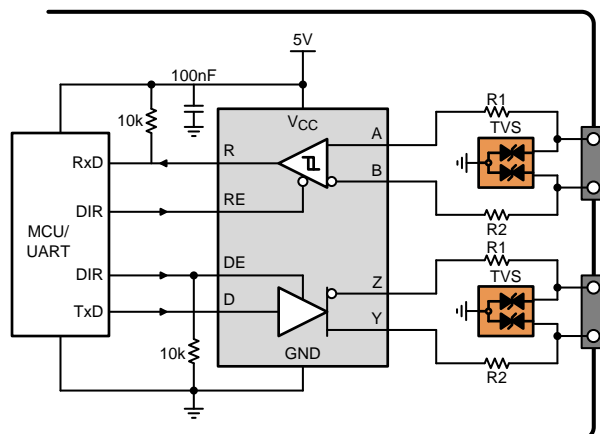 5V
100nF
R1
10k
VCC
A
TVS
RxD
R
B
DIR
RE
R2
MCU/
UART
R1
DIR
DE
Z
TVS
TxD
D
Y
10k
GND
R2